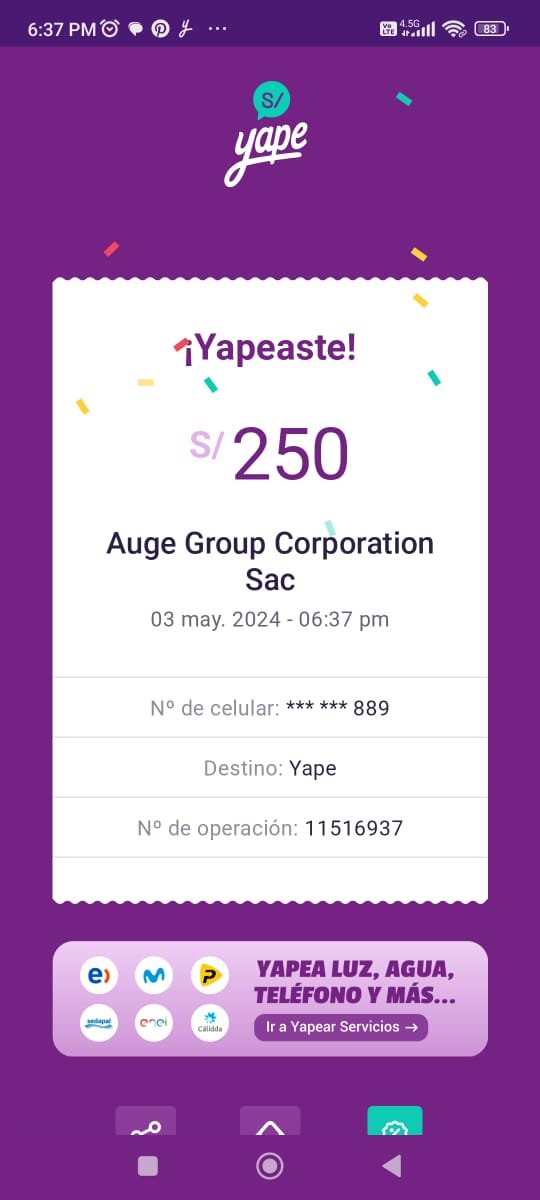 6:37 PM
VoLTE 4.5G 83
S/
yape
¡Yapeaste!
S/ 250
Auge Group Corporation
Sac
03 may. 2024 - 06:37 pm
Nº de celular: *** *** 889
Destino: Yape
Nº de operación: 11516937
e) P
YAPEA LUZ, AGUA,
TELÉFONO Y MÁS...
sedapal enel Cálidda
Ir a Yapear Servicios →